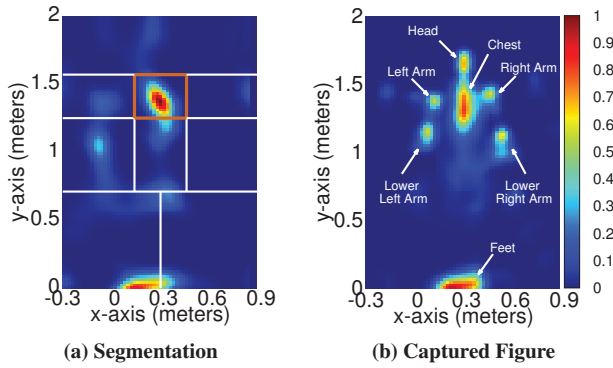 2
1.5
1
0.5
0
-0.3 0 0.3 0.6 0.9
x-axis (meters)
y-axis (meters)
(a) Segmentation
2
1.5
1
0.5
0
-0.3 0 0.3 0.6 0.9
x-axis (meters)
y-axis (meters)
Head
Chest
Left Arm
Right Arm
Lower
Left Arm
Lower
Right Arm
Feet
(b) Captured Figure
1
0.9
0.8
0.7
0.6
0.5
0.4
0.3
0.2
0.1
0